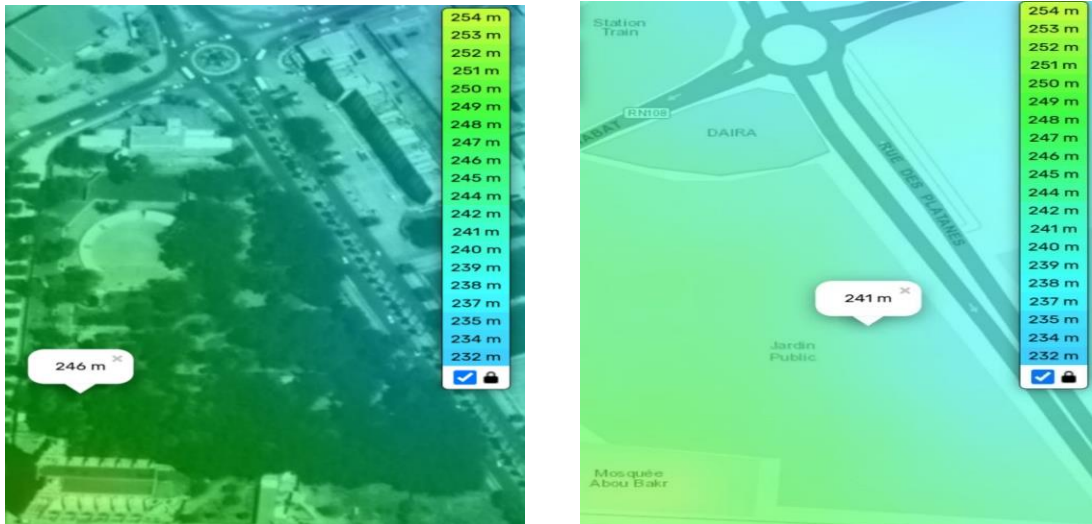 254 m
253 m
252 m
251 m
250 m
249 m
248 m
247 m
246 m
245 m
244 m
242 m
241 m
240 m
239 m
238 m
237 m
235 m
234 m
232 m
246 m ×
Station
Train
RN108
ABAT
DAIRA
RUE DES PLATANES
241 m ×
Jardin
Public
Mosquée
Abou Bakr
254 m
253 m
252 m
251 m
250 m
249 m
248 m
247 m
246 m
245 m
244 m
242 m
241 m
240 m
239 m
238 m
237 m
235 m
234 m
232 m